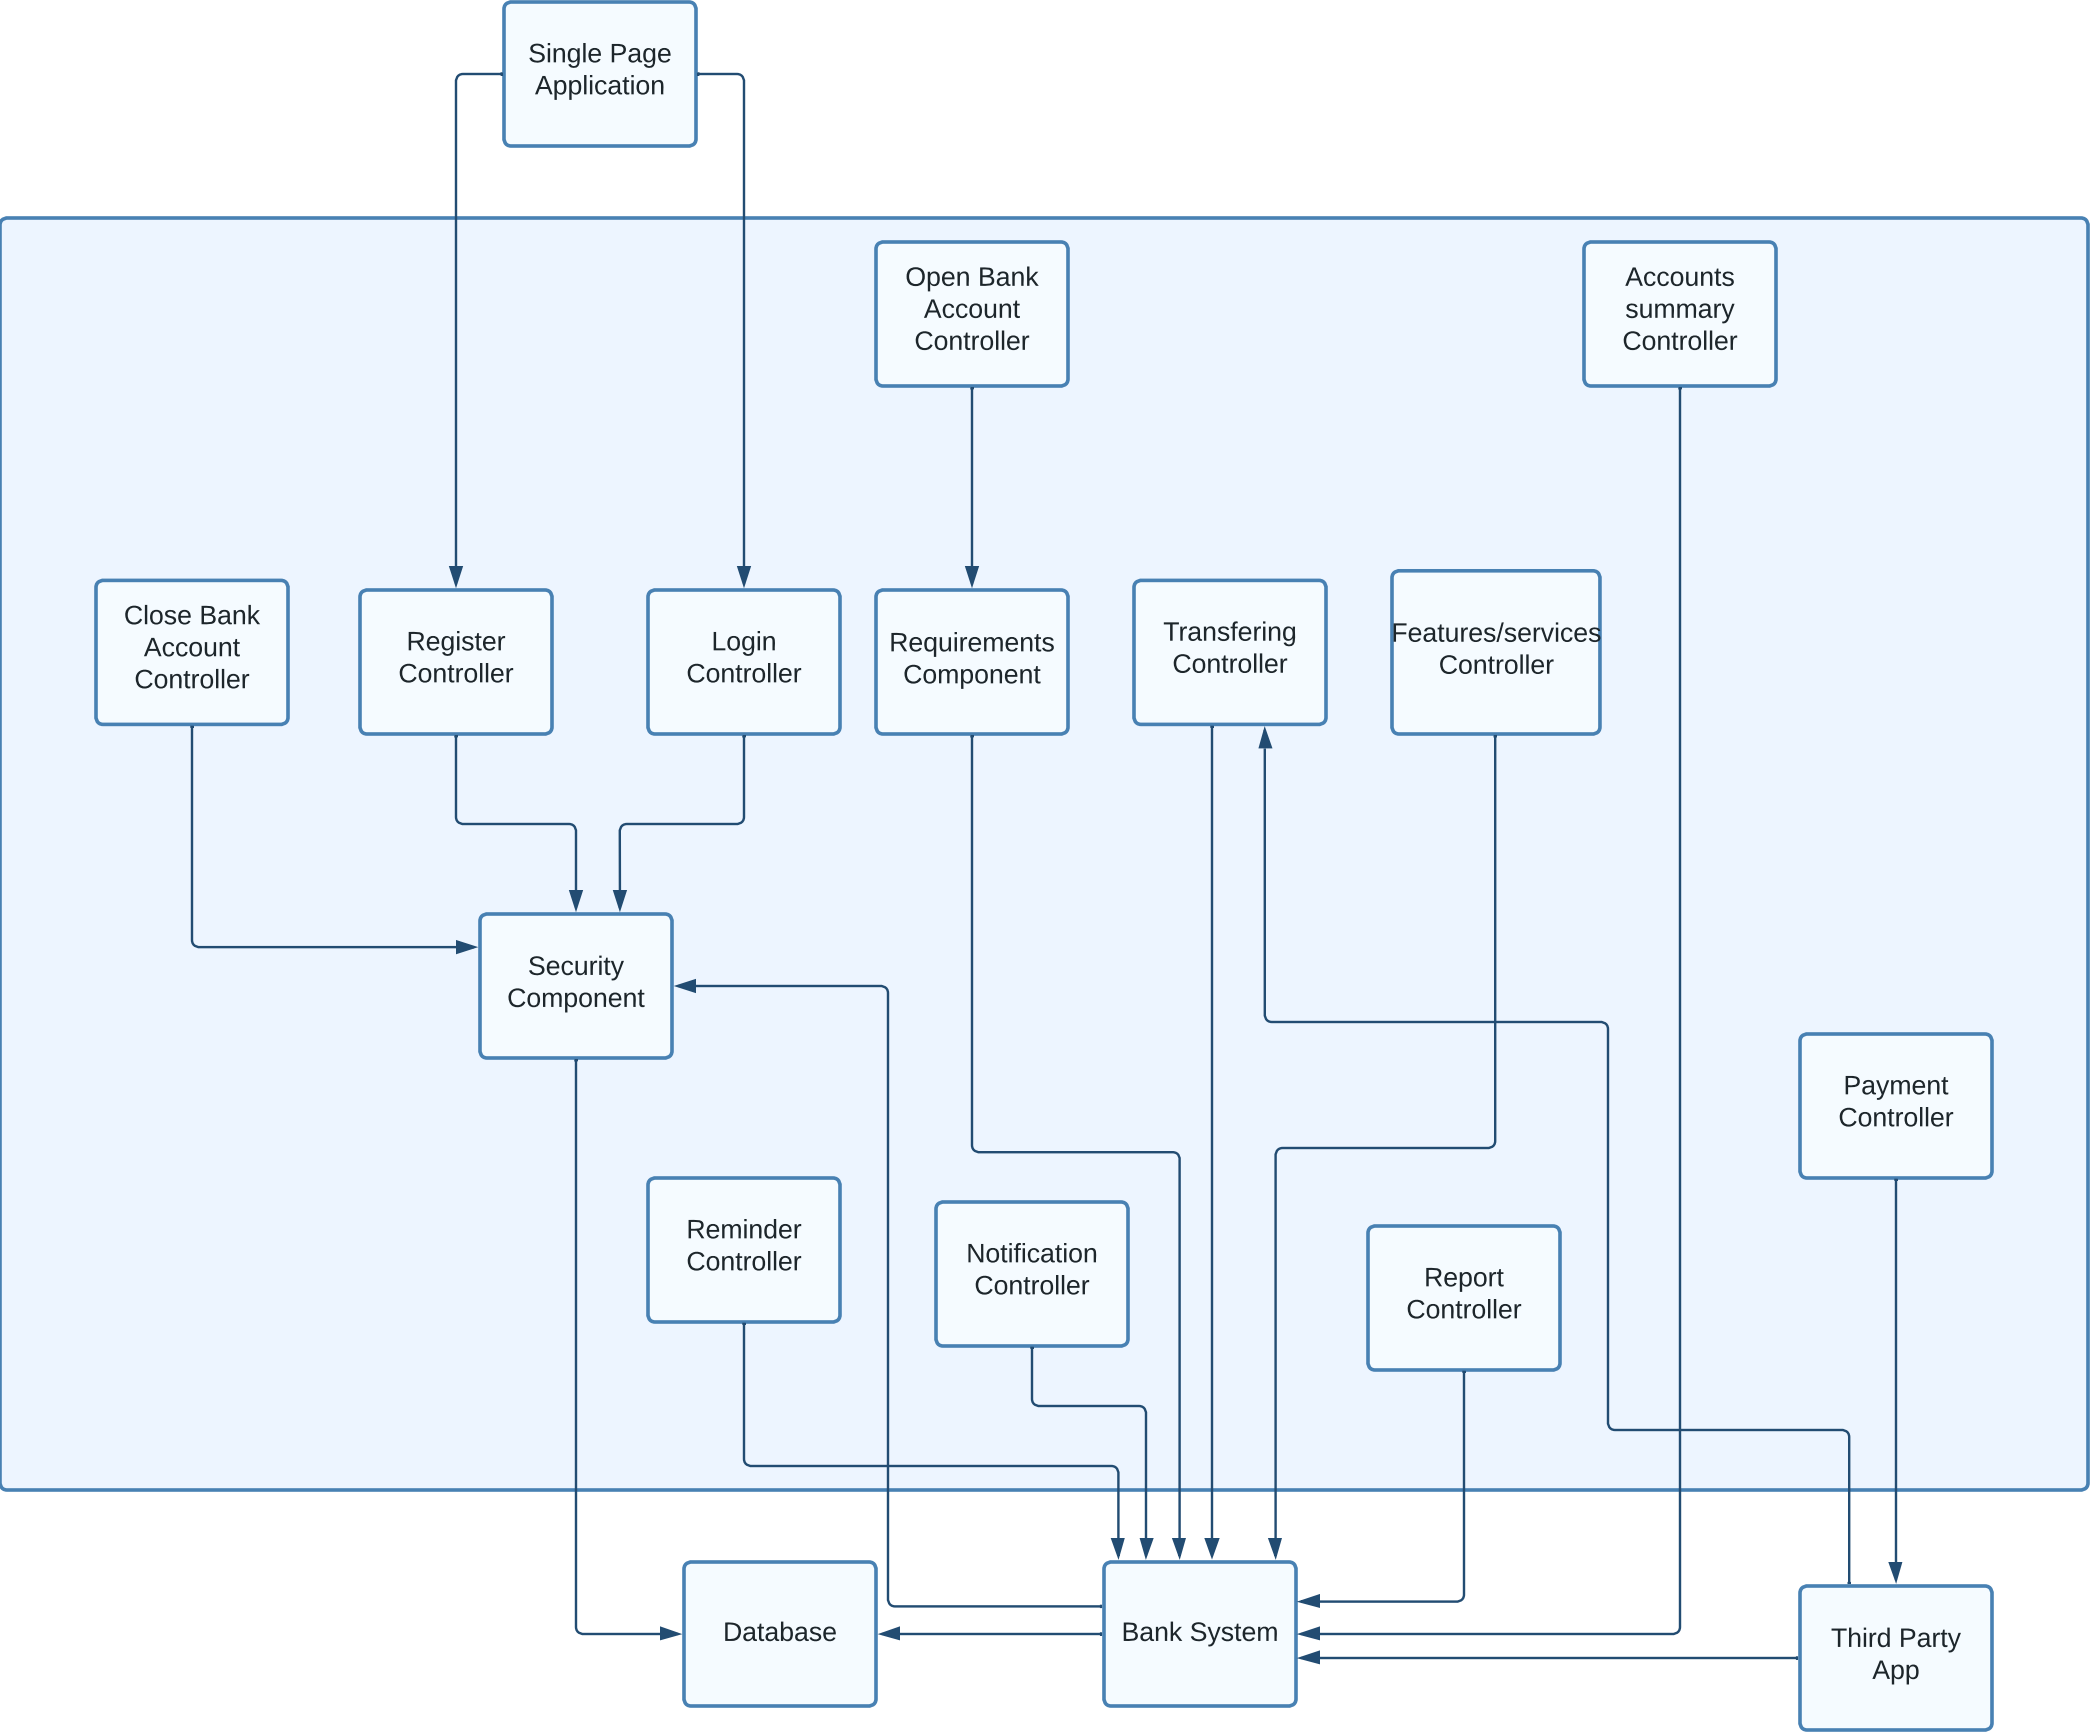 Single Page
Application
Open Bank
Account
Controller
Accounts
summary
Controller
Close Bank
Account
Controller
Register
Controller
Login
Controller
Requirements
Component
Transfering
Controller
Features/services
Controller
Security
Component
Payment
Controller
Reminder
Controller
Notification
Controller
Report
Controller
Database
Bank System
Third Party
App